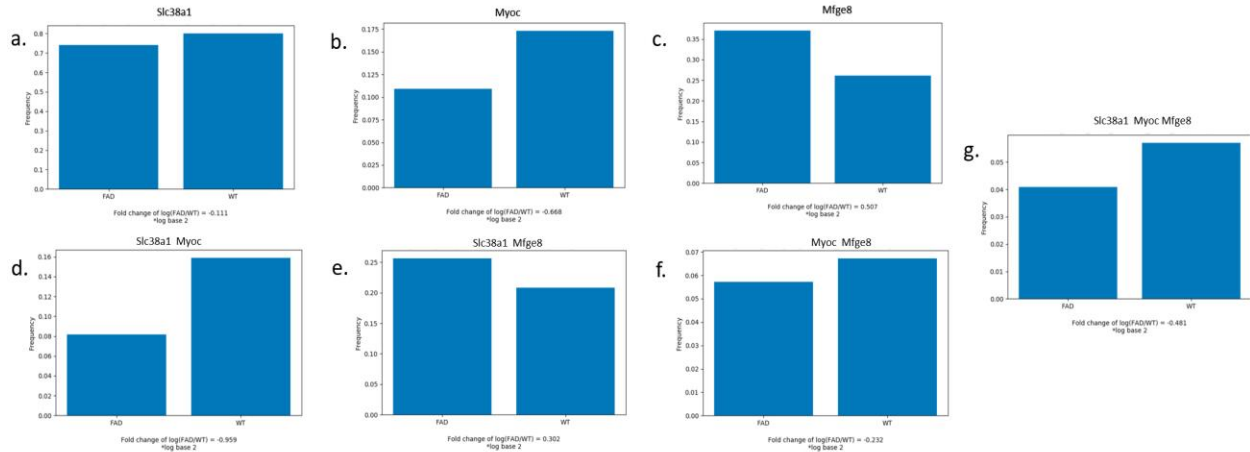 a.
Slc38a1
Frequency
0.8
0.7
0.6
0.5
0.4
0.3
0.2
0.1
0.0
FAD WT
Fold change of log(FAD/WT) = -0.111
*log base 2
b.
Myoc
Frequency
0.175
0.150
0.125
0.100
0.075
0.050
0.025
0.000
FAD WT
Fold change of log(FAD/WT) = -0.668
*log base 2
c.
Mfge8
Frequency
0.35
0.30
0.25
0.20
0.15
0.10
0.05
0.00
FAD WT
Fold change of log(FAD/WT) = 0.507
*log base 2
d.
Slc38a1 Myoc
Frequency
0.16
0.14
0.12
0.10
0.08
0.06
0.04
0.02
0.00
FAD WT
Fold change of log(FAD/WT) = -0.959
*log base 2
e.
Slc38a1 Mfge8
Frequency
0.25
0.20
0.15
0.10
0.05
0.00
FAD WT
Fold change of log(FAD/WT) = 0.302
*log base 2
f.
Myoc Mfge8
Frequency
0.07
0.06
0.05
0.04
0.03
0.02
0.01
0.00
FAD WT
Fold change of log(FAD/WT) = -0.232
*log base 2
g.
Slc38a1 Myoc Mfge8
Frequency
0.05
0.04
0.03
0.02
0.01
0.00
FAD WT
Fold change of log(FAD/WT) = -0.481
*log base 2